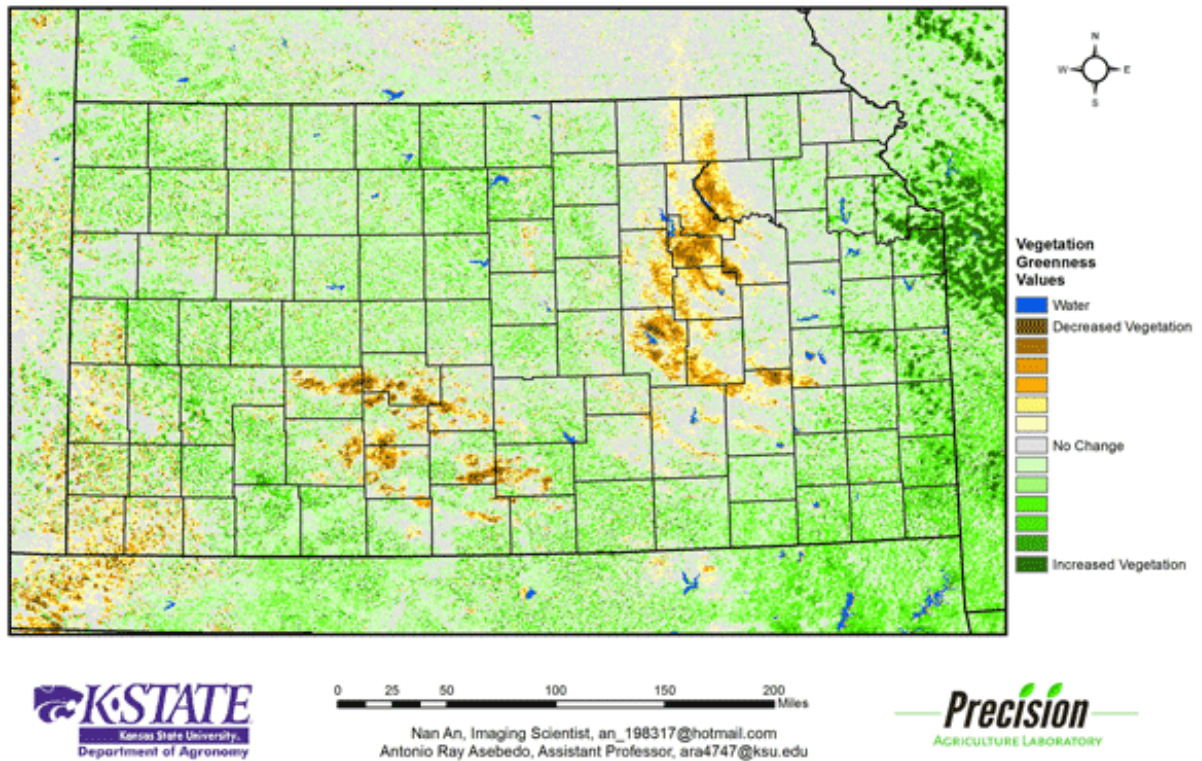 N
W E
S
Vegetation
Greenness
Values
Water
Decreased Vegetation
No Change
Increased Vegetation
K-STATE
Kansas State University.
Department of Agronomy
0 25 50 100 150 200
Miles
Nan An, Imaging Scientist, an_198317@hotmail.com
Antonio Ray Asebedo, Assistant Professor, ara4747@ksu.edu
Precision
AGRICULTURE LABORATORY